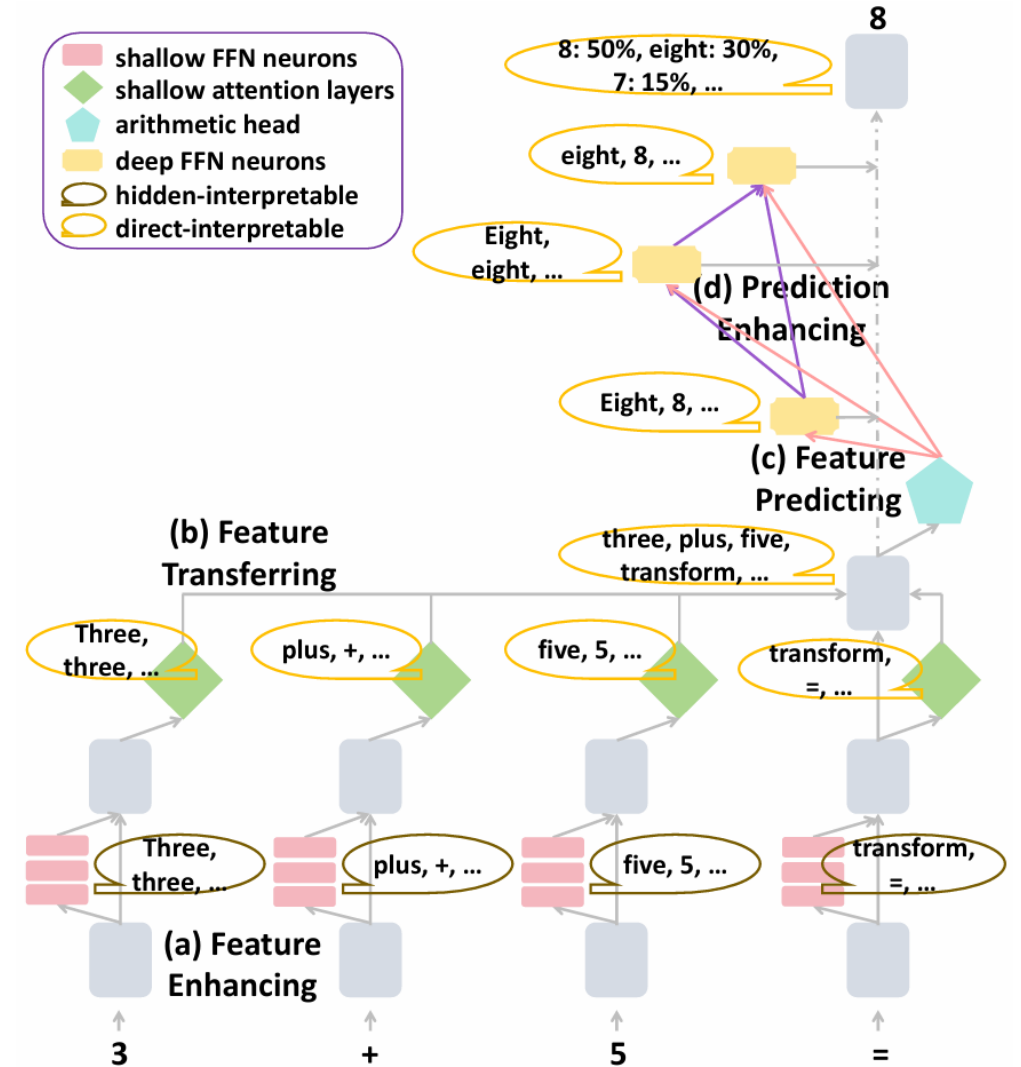 8
shallow FFN neurons
shallow attention layers
arithmetic head
deep FFN neurons
hidden-interpretable
direct-interpretable
8: 50%, eight: 30%,
7: 15%, ...
eight, 8, ...
Eight,
eight, ...
(d) Prediction
Enhancing
Eight, 8, ...
(c) Feature
Predicting
(b) Feature
Transferring
three, plus, five,
transform, ...
Three,
three, ...
plus, +, ...
five, 5, ...
transform,
=, ...
Three,
three, ...
plus, +, ...
five, 5, ...
transform,
=, ...
(a) Feature
Enhancing
3
+
5
=